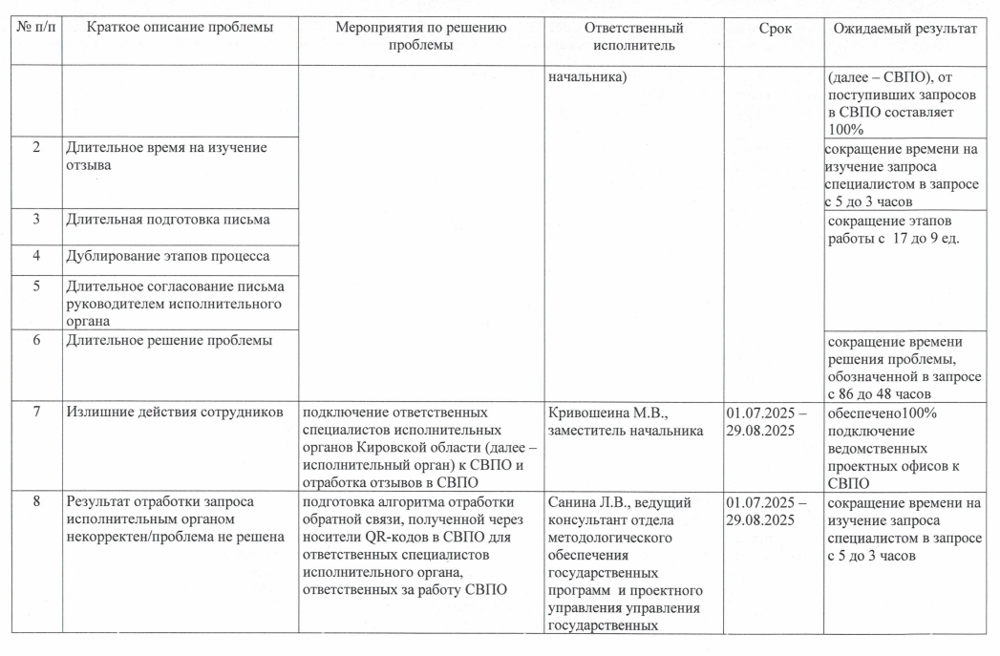 № п/п
Краткое описание проблемы
Мероприятия по решению
проблемы
Ответственный
исполнитель
Срок
Ожидаемый результат
начальника)
(далее – СВПО), от
поступивших запросов
в СВПО составляет
100%
2
Длительное время на изучение
отзыва
сокращение времени на
изучение запроса
специалистом в запросе
с 5 до 3 часов
3
Длительная подготовка письма
сокращение этапов
работы с 17 до 9 ед.
4
Дублирование этапов процесса
5
Длительное согласование письма
руководителем исполнительного
органа
6
Длительное решение проблемы
сокращение времени
решения проблемы,
обозначенной в запросе
с 86 до 48 часов
7
Излишние действия сотрудников
подключение ответственных
специалистов исполнительных
органов Кировской области (далее –
исполнительный орган) к СВПО и
отработка отзывов в СВПО
Кривошеина М.В.,
заместитель начальника
01.07.2025 –
29.08.2025
обеспечено100%
подключение
ведомственных
проектных офисов к
СВПО
8
Результат отработки запроса
исполнительным органом
некорректен/проблема не решена
подготовка алгоритма отработки
обратной связи, полученной через
носители QR-кодов в СВПО для
ответственных специалистов
исполнительного органа,
ответственных за работу СВПО
Санина Л.В., ведущий
консультант отдела
методологического
обеспечения
государственных
программ и проектного
управления управления
государственных
01.07.2025 –
29.08.2025
сокращение времени на
изучение запроса
специалистом в запросе
с 5 до 3 часов